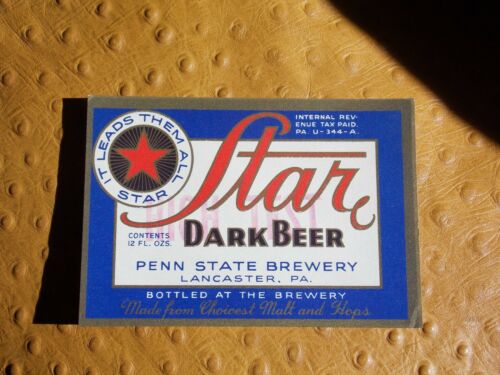 IT LEADS THEM ALL
STAR
INTERNAL REV-
ENUE TAX PAID.
PA. U-344-A.
Star
CONTENTS
12 FL. OZS.
DARK BEER
PENN STATE BREWERY
LANCASTER, PA.
BOTTLED AT THE BREWERY
Made from Choicest Malt and Hops